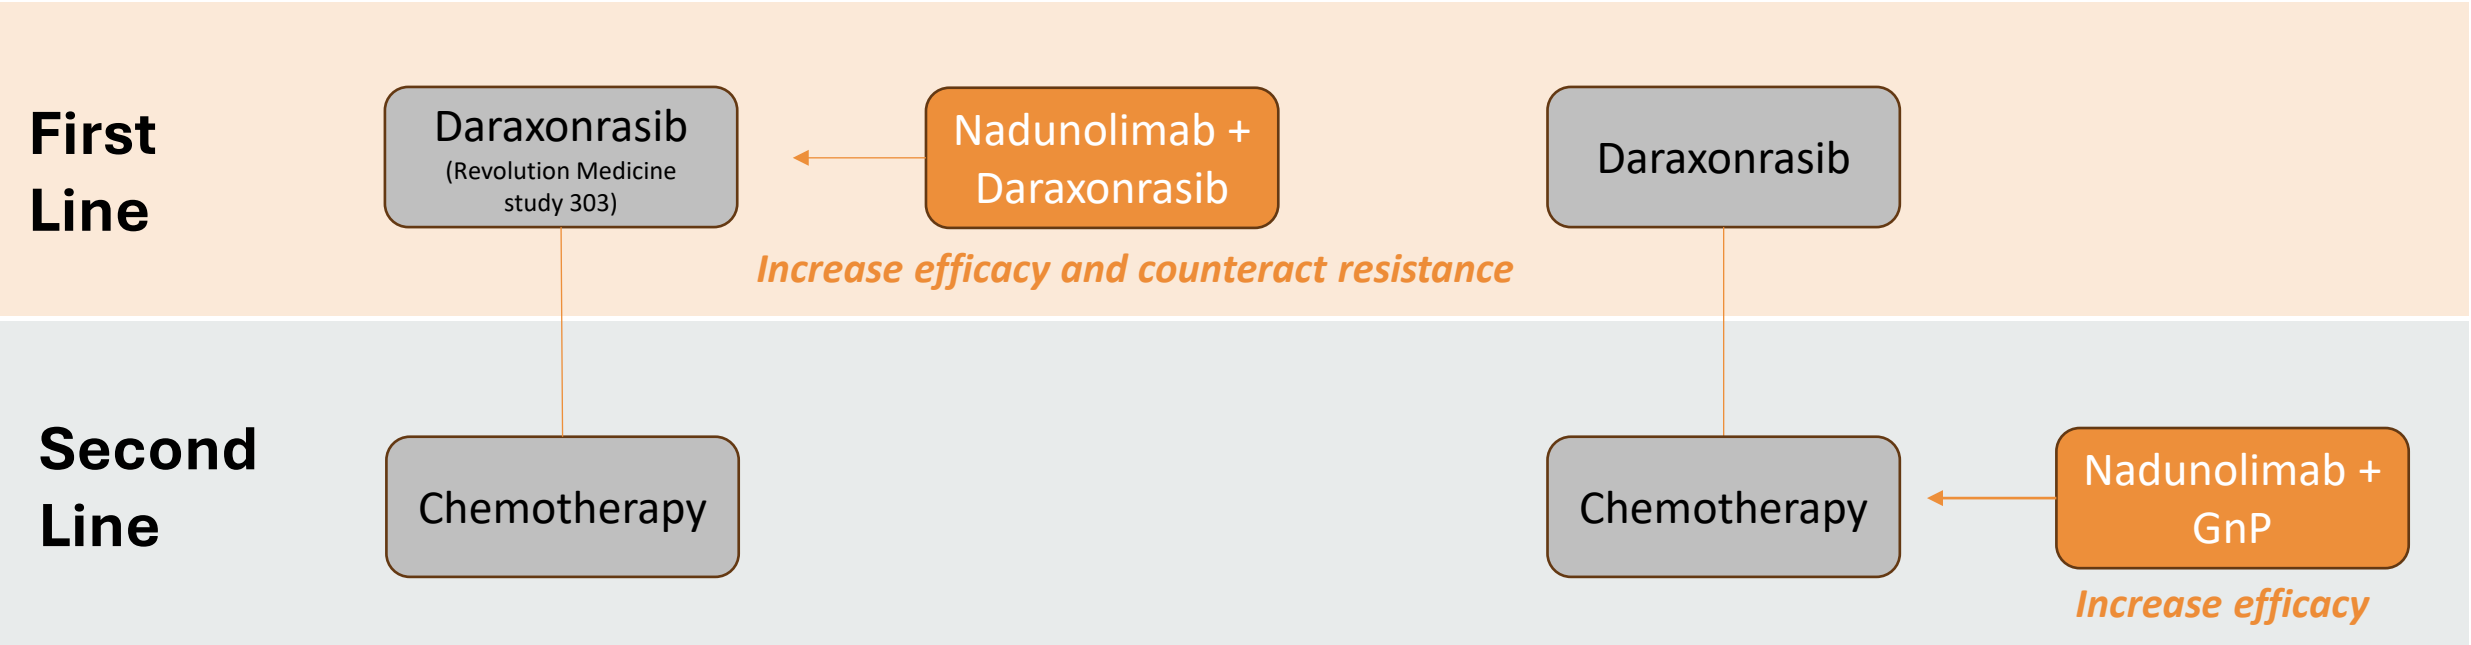 First
Line
Daraxonrasib
(Revolution Medicine
study 303)
Nadunolimab +
Daraxonrasib
Increase efficacy and counteract resistance
Daraxonrasib
Second
Line
Chemotherapy
Chemotherapy
Nadunolimab +
GnP
Increase efficacy